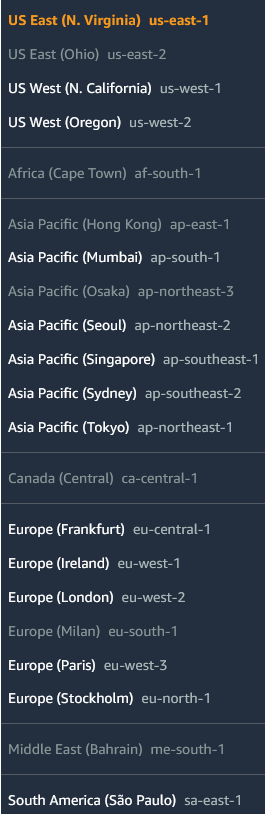 US East (N. Virginia) us-east-1
US East (Ohio) us-east-2
US West (N. California) us-west-1
US West (Oregon) us-west-2
Africa (Cape Town) af-south-1
Asia Pacific (Hong Kong) ap-east-1
Asia Pacific (Mumbai) ap-south-1
Asia Pacific (Osaka) ap-northeast-3
Asia Pacific (Seoul) ap-northeast-2
Asia Pacific (Singapore) ap-southeast-1
Asia Pacific (Sydney) ap-southeast-2
Asia Pacific (Tokyo) ap-northeast-1
Canada (Central) ca-central-1
Europe (Frankfurt) eu-central-1
Europe (Ireland) eu-west-1
Europe (London) eu-west-2
Europe (Milan) eu-south-1
Europe (Paris) eu-west-3
Europe (Stockholm) eu-north-1
Middle East (Bahrain) me-south-1
South America (São Paulo) sa-east-1